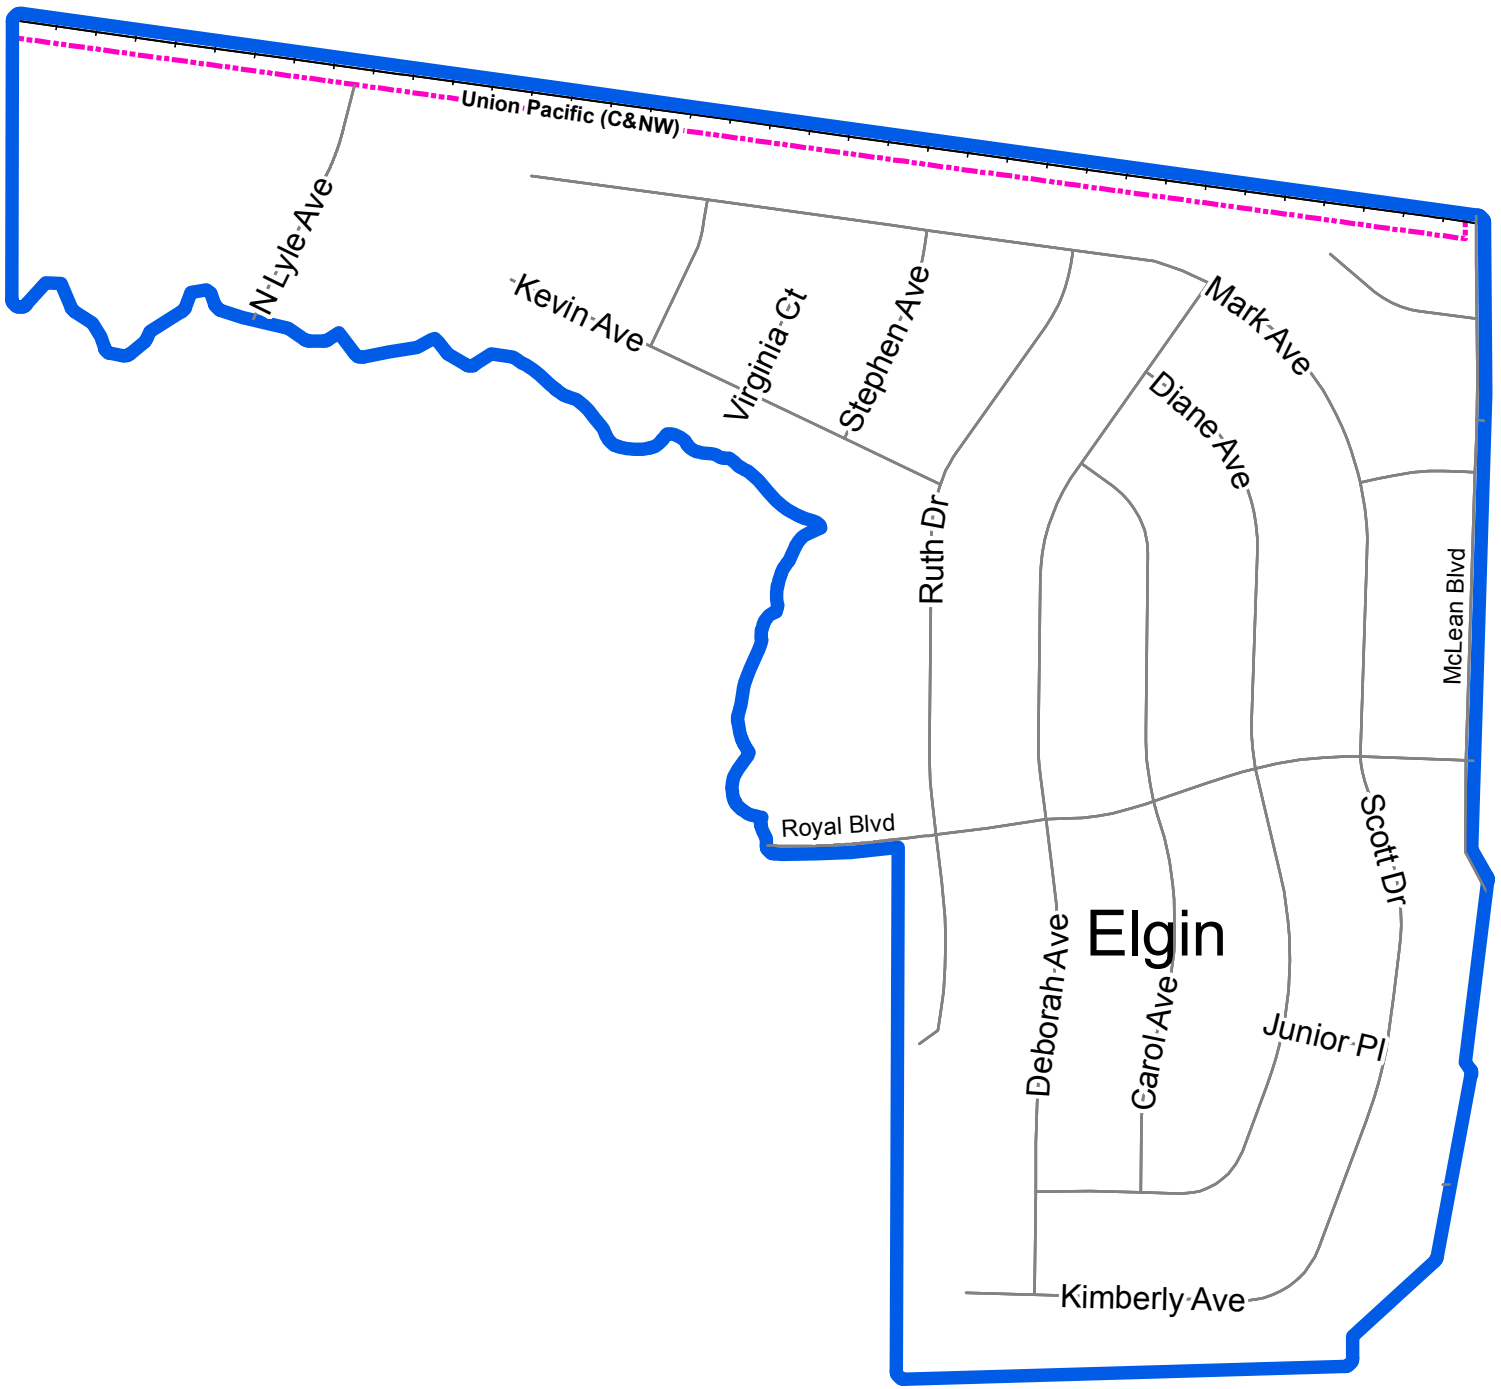 Union Pacific (C&NW)
N Lyle Ave
Kevin Ave
Virginia Ct
Stephen Ave
Mark Ave
Diane Ave
Ruth Dr
McLean Blvd
Royal Blvd
Scott Dr
Elgin
Deborah Ave
Carol Ave
Junior Pl
Kimberly Ave